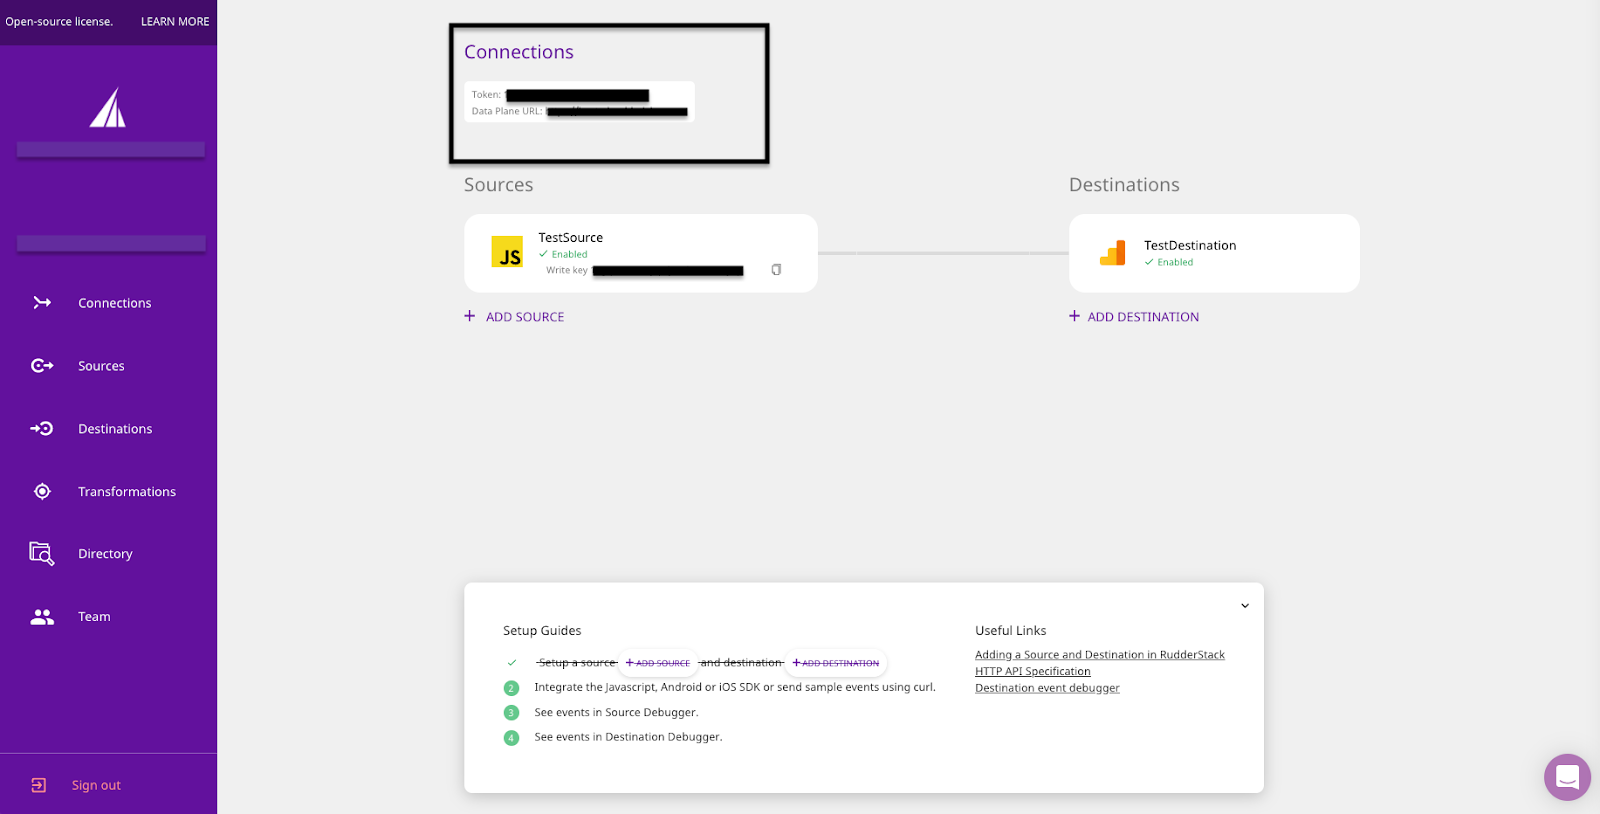 Open-source license. LEARN MORE
Connections
Sources
Destinations
Transformations
Directory
Team
Sign out
Connections
Token:
Data Plane URL:
Sources
JS
TestSource
Enabled
Write key
+ ADD SOURCE
Destinations
TestDestination
Enabled
+ ADD DESTINATION
Setup Guides
Setup a source + ADD SOURCE and destination + ADD DESTINATION
2 Integrate the Javascript, Android or iOS SDK or send sample events using curl.
3 See events in Source Debugger.
4 See events in Destination Debugger.
Useful Links
Adding a Source and Destination in RudderStack
HTTP API Specification
Destination event debugger